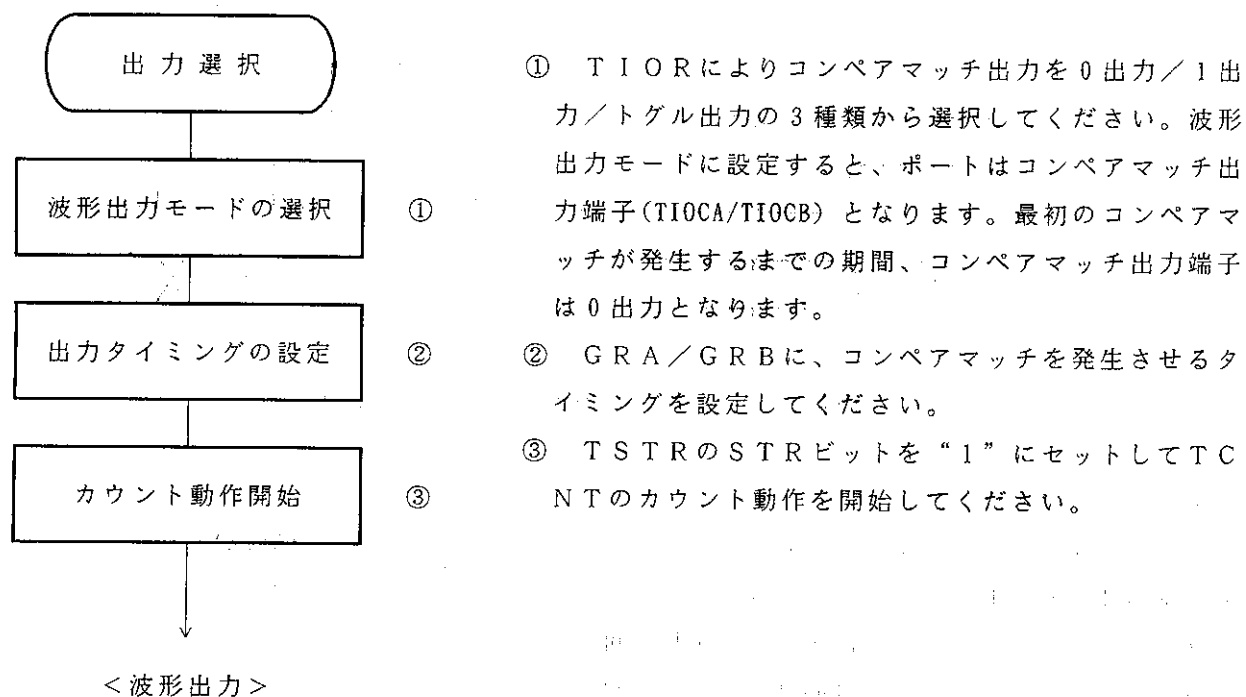 出力選択
波形出力モードの選択 ①
出力タイミングの設定 ②
カウント動作開始 ③
<波形出力>
① TIORによりコンペアマッチ出力を0出力/1出
力/トグル出力の3種類から選択してください。波形
出力モードに設定すると、ポートはコンペアマッチ出
力端子(TIOCA/TIOCB) となります。最初のコンペアマ
ッチが発生するまでの期間、コンペアマッチ出力端子
は0出力となります。
② GRA/GRBに、コンペアマッチを発生させるタ
イミングを設定してください。
③ TSTRのSTRビットを“1”にセットしてTC
NTのカウント動作を開始してください。